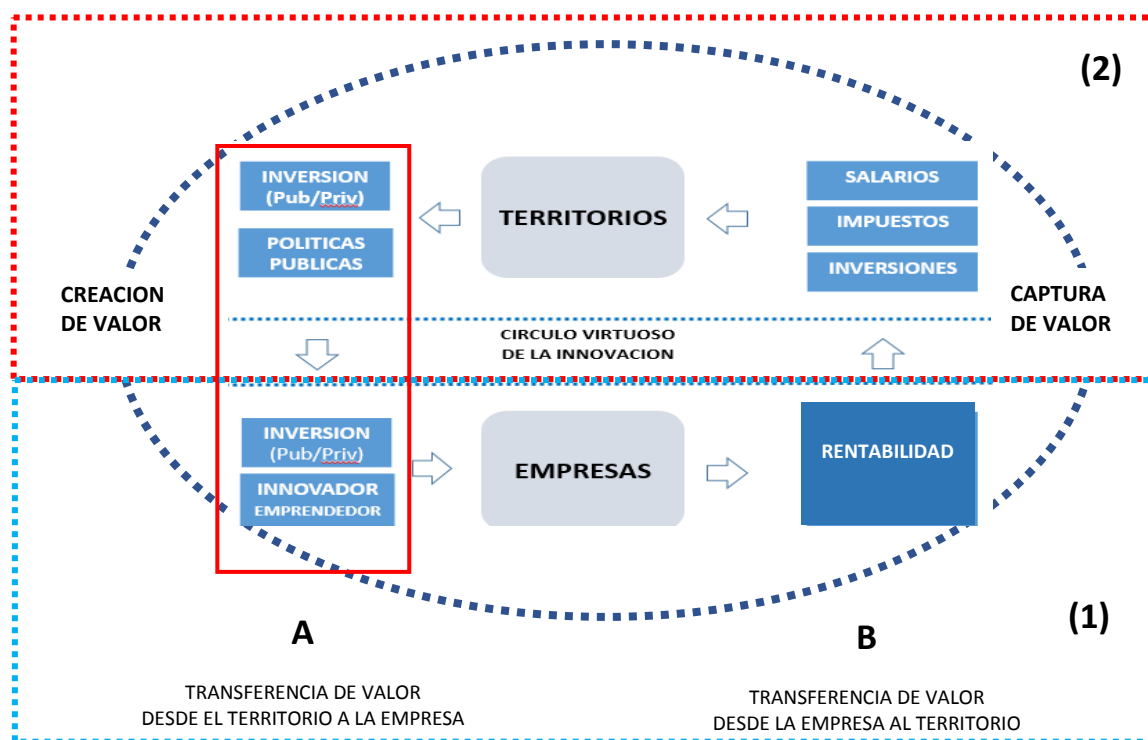 (2)
INVERSION
(Pub/Priv)
POLITICAS
PUBLICAS
TERRITORIOS
SALARIOS
IMPUESTOS
INVERSIONES
CREACION
DE VALOR
CAPTURA
DE VALOR
CIRCULO VIRTUOSO
DE LA INNOVACION
INVERSION
(Pub/Priv)
INNOVADOR
EMPRENDEDOR
EMPRESAS
RENTABILIDAD
(1)
A
TRANSFERENCIA DE VALOR
DESDE EL TERRITORIO A LA EMPRESA
B
TRANSFERENCIA DE VALOR
DESDE LA EMPRESA AL TERRITORIO